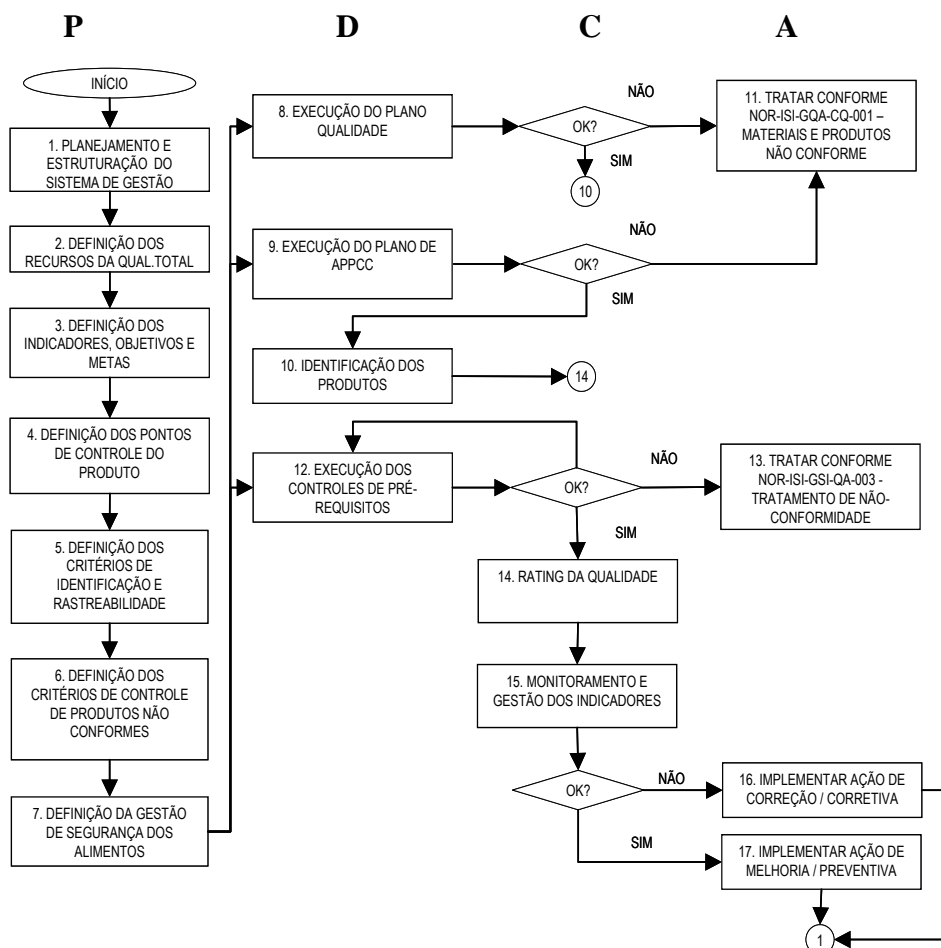 P
D
C
A
INÍCIO
1. PLANEJAMENTO E
ESTRUTURAÇÃO DO
SISTEMA DE GESTÃO
2. DEFINIÇÃO DOS
RECURSOS DA QUAL.TOTAL
3. DEFINIÇÃO DOS
INDICADORES, OBJETIVOS E
METAS
4. DEFINIÇÃO DOS PONTOS
DE CONTROLE DO
PRODUTO
5. DEFINIÇÃO DOS
CRITÉRIOS DE
IDENTIFICAÇÃO E
RASTREABILIDADE
6. DEFINIÇÃO DOS
CRITÉRIOS DE CONTROLE
DE PRODUTOS NÃO
CONFORMES
7. DEFINIÇÃO DA GESTÃO
DE SEGURANÇA DOS
ALIMENTOS
8. EXECUÇÃO DO PLANO
QUALIDADE
OK?
NÃO
SIM
10
11. TRATAR CONFORME
NOR-ISI-GQA-CQ-001 –
MATERIAIS E PRODUTOS
NÃO CONFORME
9. EXECUÇÃO DO PLANO DE
APPCC
OK?
NÃO
SIM
10. IDENTIFICAÇÃO DOS
PRODUTOS
14
12. EXECUÇÃO DOS
CONTROLES DE PRÉ-
REQUISITOS
OK?
NÃO
SIM
13. TRATAR CONFORME
NOR-ISI-GSI-QA-003 -
TRATAMENTO DE NÃO-
CONFORMIDADE
14. RATING DA QUALIDADE
15. MONITORAMENTO E
GESTÃO DOS INDICADORES
OK?
NÃO
SIM
16. IMPLEMENTAR AÇÃO DE
CORREÇÃO / CORRETIVA
17. IMPLEMENTAR AÇÃO DE
MELHORIA / PREVENTIVA
1